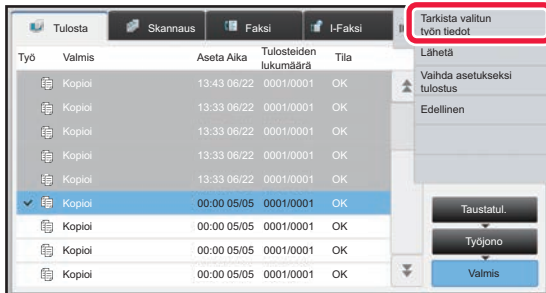 Tulosta Skannaus Faksi I-Faksi
Työ Valmis Aseta Aika Tulosteiden lukumäärä Tila
Kopioi 13:43 06/22 0001/0001 OK
Kopioi 13:33 06/22 0001/0001 OK
Kopioi 13:33 06/22 0001/0001 OK
Kopioi 13:33 06/22 0001/0001 OK
Kopioi 13:33 06/22 0001/0001 OK
Kopioi 00:00 05/05 0001/0001 OK
Kopioi 00:00 05/05 0001/0001 OK
Kopioi 00:00 05/05 0001/0001 OK
Kopioi 00:00 05/05 0001/0001 OK
Tarkista valitun
työn tiedot
Lähetä
Vaihda asetukseksi
tulostus
Edellinen
Taustatul.
Työjono
Valmis